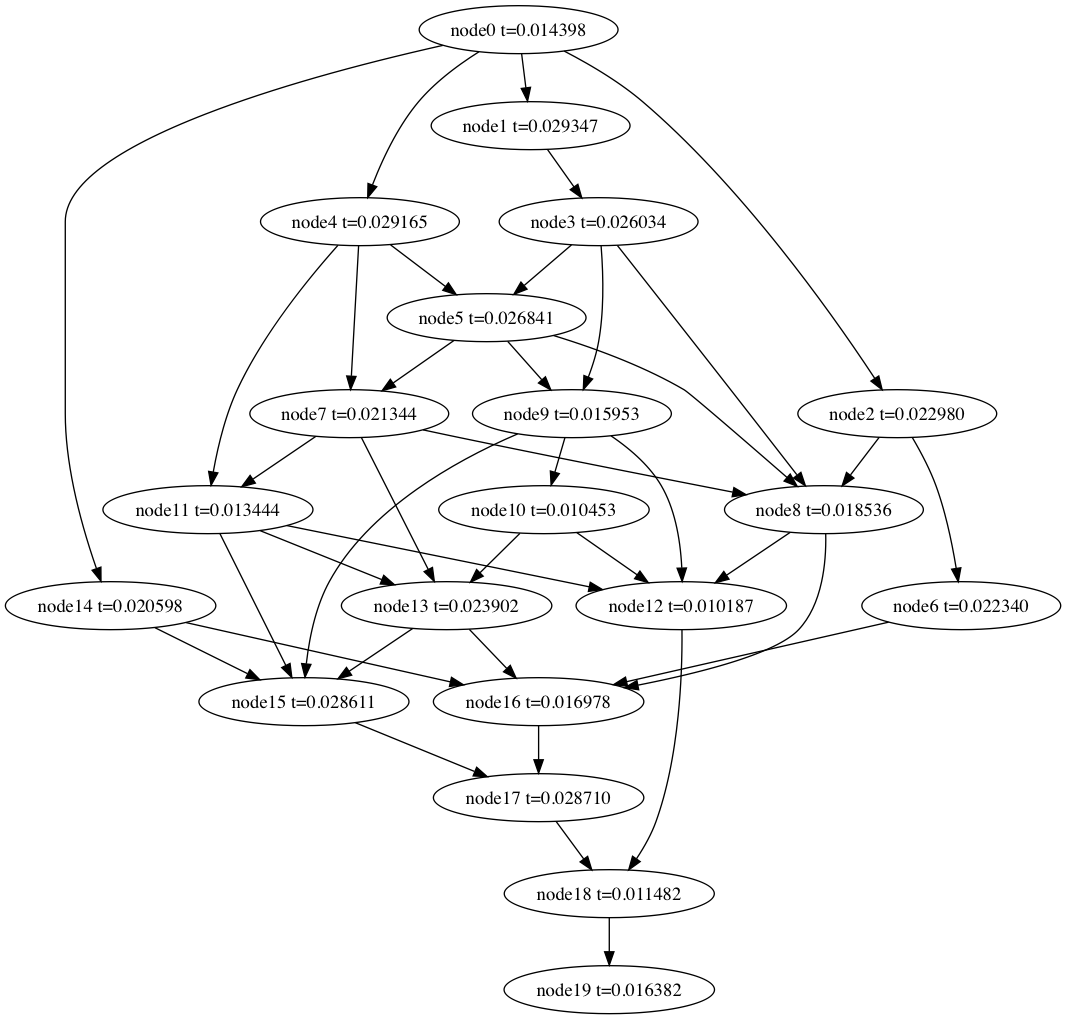 node0 t=0.014398
node1 t=0.029347
node4 t=0.029165
node3 t=0.026034
node5 t=0.026841
node7 t=0.021344
node9 t=0.015953
node2 t=0.022980
node11 t=0.013444
node10 t=0.010453
node8 t=0.018536
node14 t=0.020598
node13 t=0.023902
node12 t=0.010187
node6 t=0.022340
node15 t=0.028611
node16 t=0.016978
node17 t=0.028710
node18 t=0.011482
node19 t=0.016382